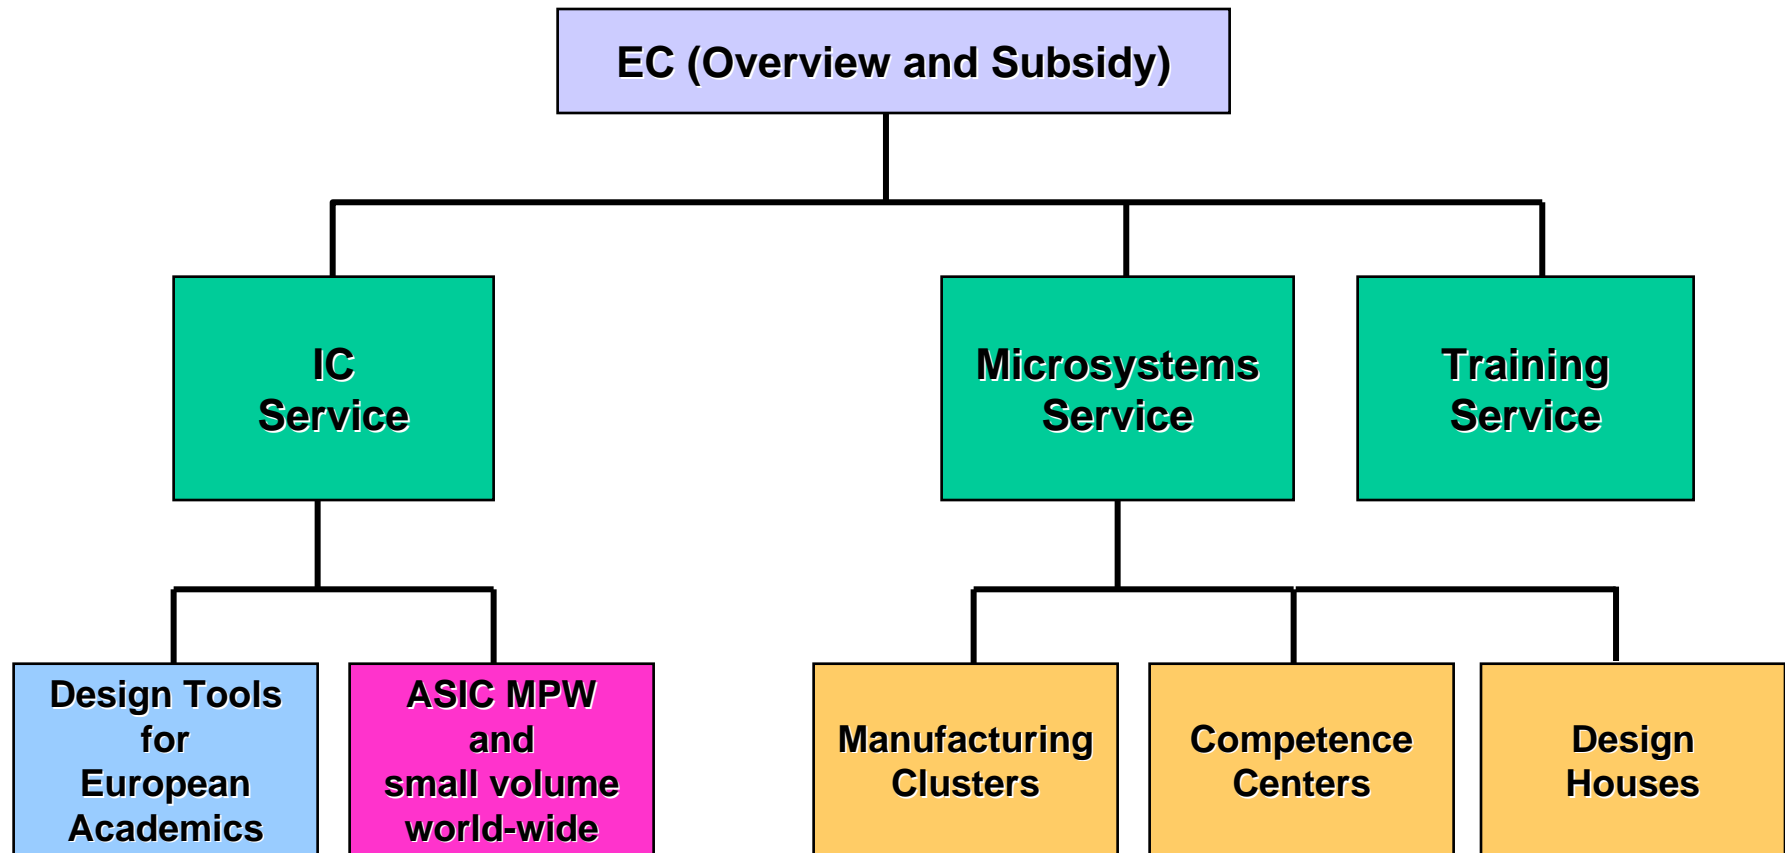 EC (Overview and Subsidy)
IC
Service
Microsystems
Service
Training
Service
Design Tools
for
European
Academics
ASIC MPW
and
small volume
world-wide
Manufacturing
Clusters
Competence
Centers
Design
Houses